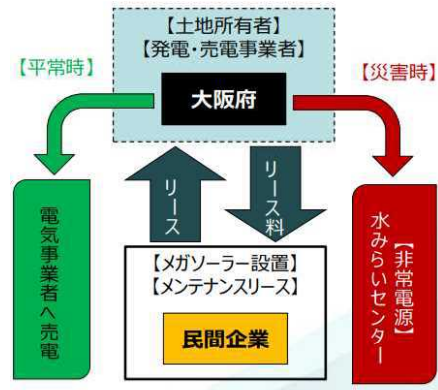 【土地所有者】
【発電・売電事業者】
大阪府
【平常時】
【災害時】
リース
リース料
電気事業者へ売電
【メガソーラー設置】
【メンテナンスリース】
民間企業
【非常電源】
水みらいセンター